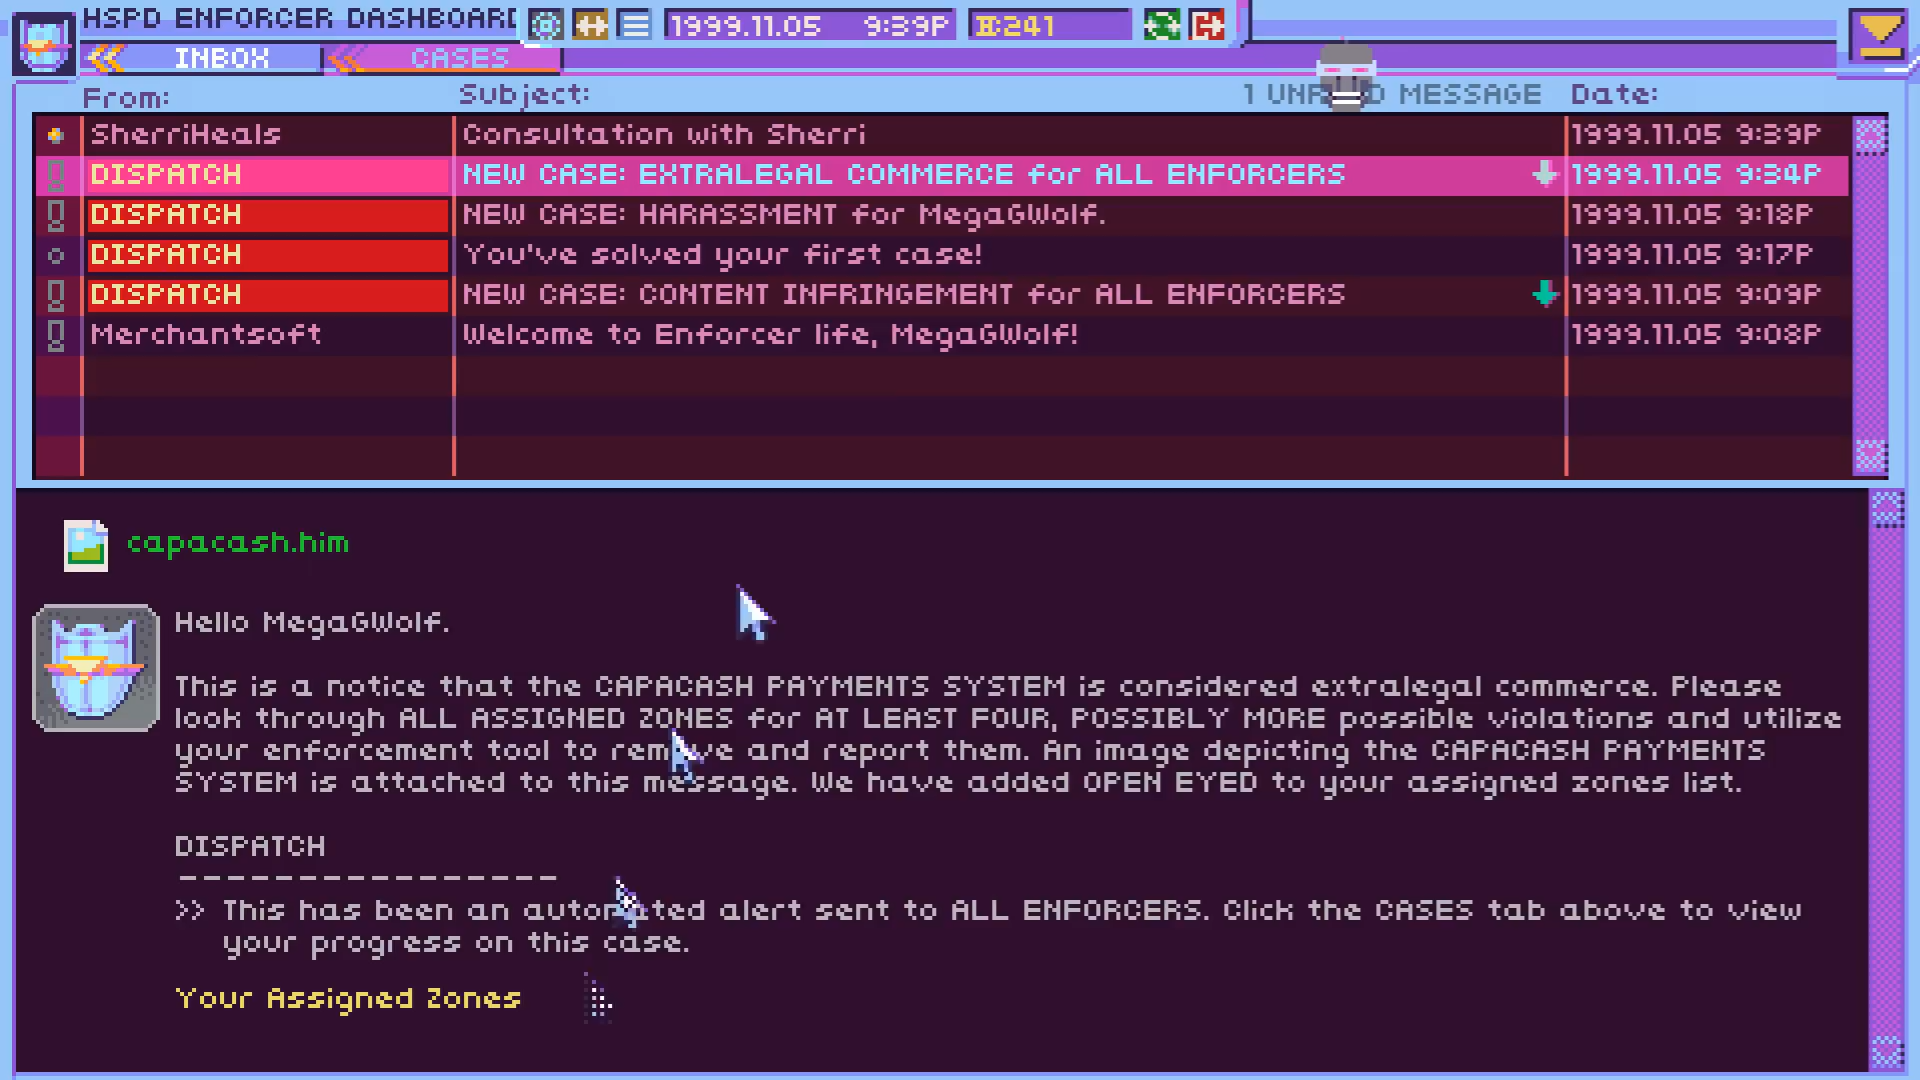 HSPD ENFORCER DASHBOARD
1999.11.05 9:39P
241
INBOX
CASES
From:
Subject:
1 MESSAGE
Date:
SherriHeals Consultation with Sherri 1999.11.05 9:39P
DISPATCH NEW CASE: EXTRALEGAL COMMERCE for ALL ENFORCERS 1999.11.05 9:34P
DISPATCH NEW CASE: HARASSMENT for MegaGWolf. 1999.11.05 9:18P
DISPATCH You've solved your first case! 1999.11.05 9:17P
DISPATCH NEW CASE: CONTENT INFRINGEMENT for ALL ENFORCERS 1999.11.05 9:09P
Merchantsoft Welcome to Enforcer life, MegaGWolf! 1999.11.05 9:08P
capacash.him
Hello MegaGWolf.
This is a notice that the CAPACASH PAYMENTS SYSTEM is considered extralegal commerce. Please
look through ALL ASSIGNED ZONES for AT LEAST FOUR, POSSIBLY MORE possible violations and utilize
your enforcement tool to remove and report them. An image depicting the CAPACASH PAYMENTS
SYSTEM is attached to this message. We have added OPEN EYED to your assigned zones list.
DISPATCH
----------------
>> This has been an automated alert sent to ALL ENFORCERS. Click the CASES tab above to view
your progress on this case.
Your Assigned Zones